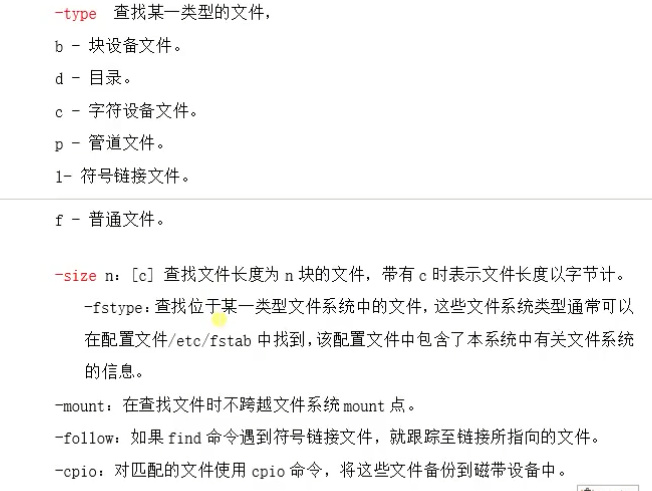 -type  查找某一类型的文件，
b - 块设备文件。
d - 目录。
c - 字符设备文件。
p - 管道文件。
l- 符号链接文件。
f - 普通文件。
-size n：[c] 查找文件长度为 n 块的文件，带有 c 时表示文件长度以字节计。
-fstype：查找位于某一类型文件系统中的文件，这些文件系统类型通常可以
在配置文件/etc/fstab 中找到，该配置文件中包含了本系统中有关文件系统
的信息。
-mount：在查找文件时不跨越文件系统 mount 点。
-follow：如果 find 命令遇到符号链接文件，就跟踪至链接所指向的文件。
-cpio：对匹配的文件使用 cpio 命令，将这些文件备份到磁带设备中。